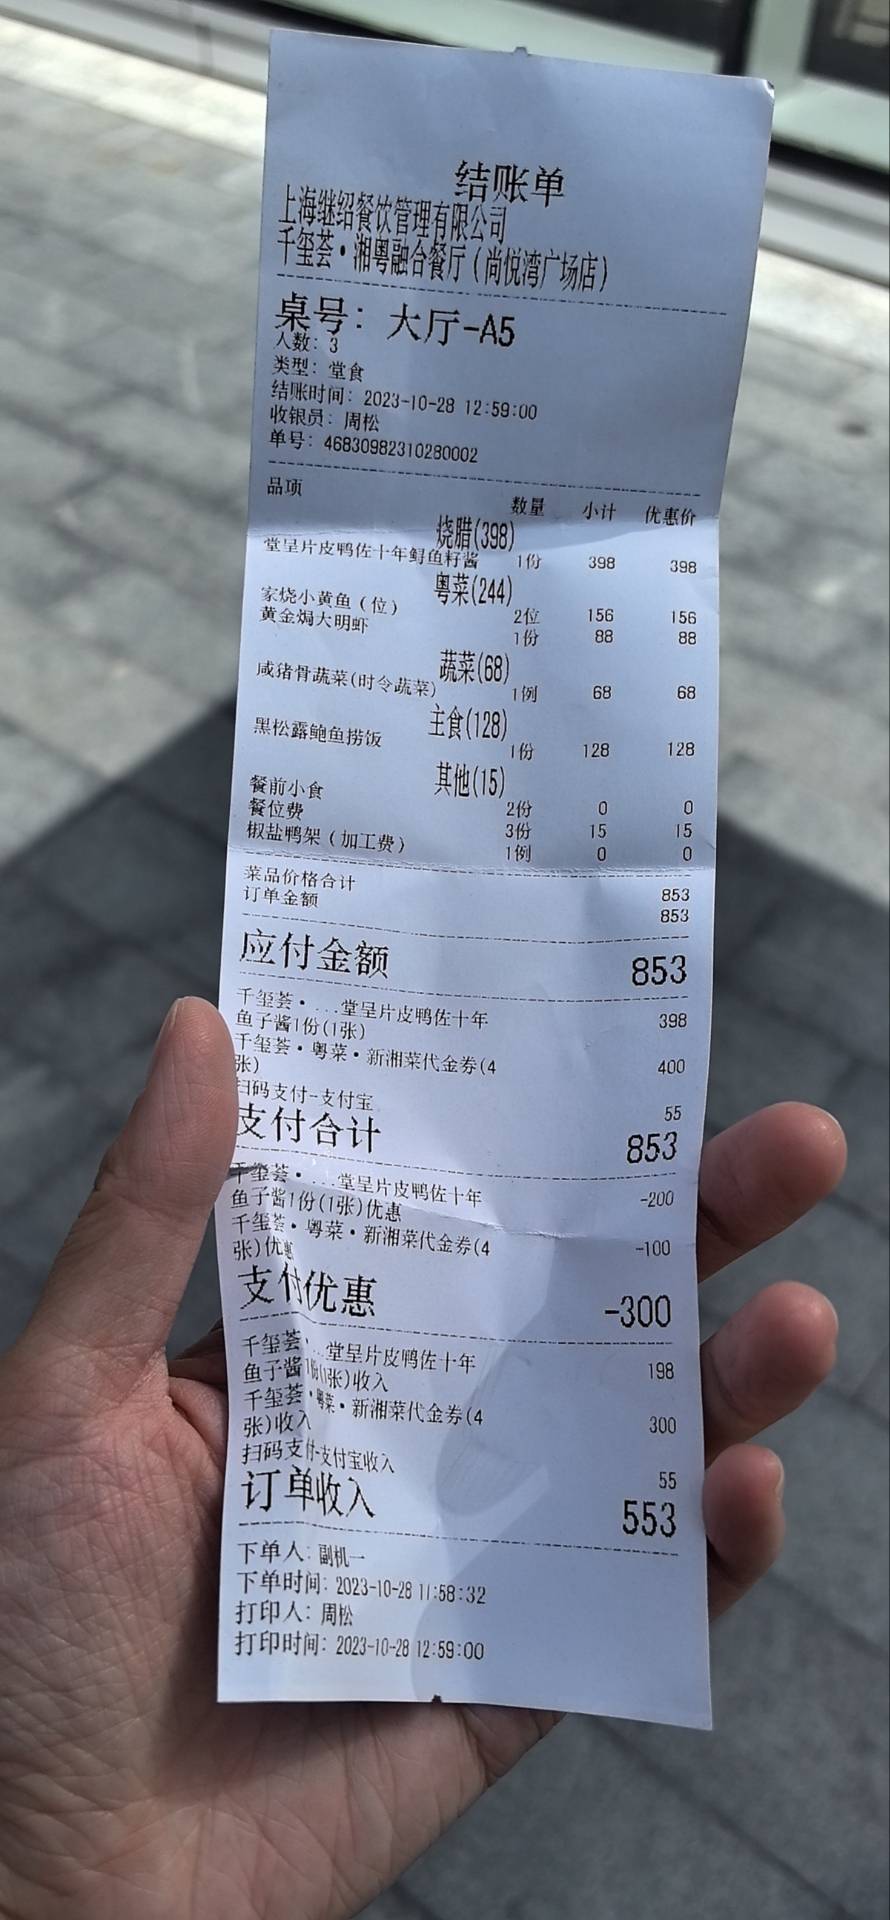 结账单
上海继绍餐饮管理有限公司
千玺荟·湘粤融合餐厅(尚悦湾广场店)
桌号: 大厅-A5
人数: 3
类型: 堂食
结账时间: 2023-10-28 12:59:00
收银员: 周松
单号: 46830982310280002
品项 数量 小计 优惠价
烧腊(398)
堂呈片皮鸭佐十年鲟鱼籽酱 1份 398 398
粤菜(244)
家烧小黄鱼(位) 2位 156 156
黄金焗大明虾 1份 88 88
蔬菜(68)
咸猪骨蔬菜(时令蔬菜) 1例 68 68
主食(128)
黑松露鲍鱼捞饭 1份 128 128
其他(15)
餐前小食 2份 0 0
餐位费 3份 15 15
椒盐鸭架(加工费) 1例 0 0
菜品价格合计 853
订单金额 853
应付金额 853
千玺荟·...堂呈片皮鸭佐十年 398
鱼子酱1份(1张)
千玺荟·粤菜·新湘菜代金券(4 400
张)
扫码支付-支付宝 55
支付合计 853
千玺荟·...堂呈片皮鸭佐十年 -200
鱼子酱1份(1张)优惠
千玺荟·粤菜·新湘菜代金券(4 -100
张)优惠
支付优惠 -300
千玺荟·...堂呈片皮鸭佐十年 198
鱼子酱1份(1张)收入
千玺荟·粤菜·新湘菜代金券(4 300
张)收入
扫码支付-支付宝收入 55
订单收入 553
下单人: 副机一
下单时间: 2023-10-28 11:58:32
打印人: 周松
打印时间: 2023-10-28 12:59:00